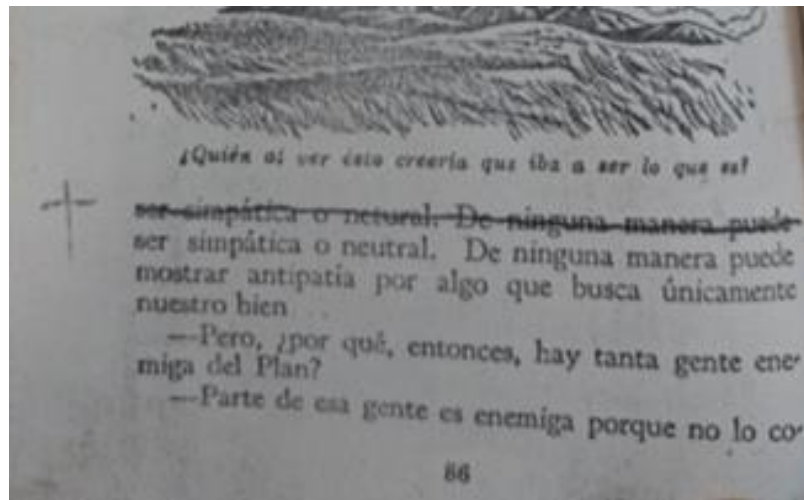 ¿Quién al ver esto creería que iba a ser lo que es?
ser simpática o netural. De ninguna manera puede
ser simpática o neutral. De ninguna manera puede
mostrar antipatía por algo que busca únicamente
nuestro bien
—Pero, ¿por qué, entonces, hay tanta gente ene-
miga del Plan?
—Parte de esa gente es enemiga porque no lo co-
86